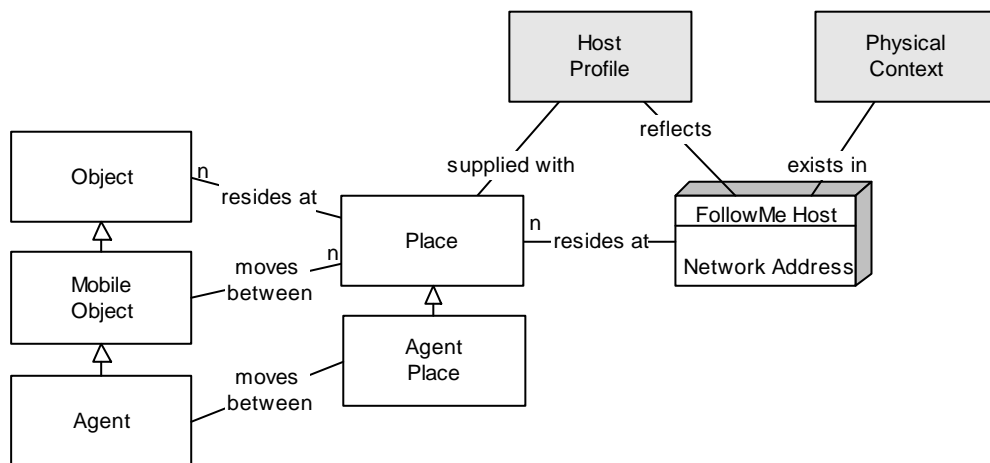 Host
Profile
Physical
Context
reflects
supplied with
exists in
Object
n
resides at
FollowMe Host
Place
n
resides at
Network Address
n
moves
between
Mobile
Object
Agent
Place
moves
between
Agent